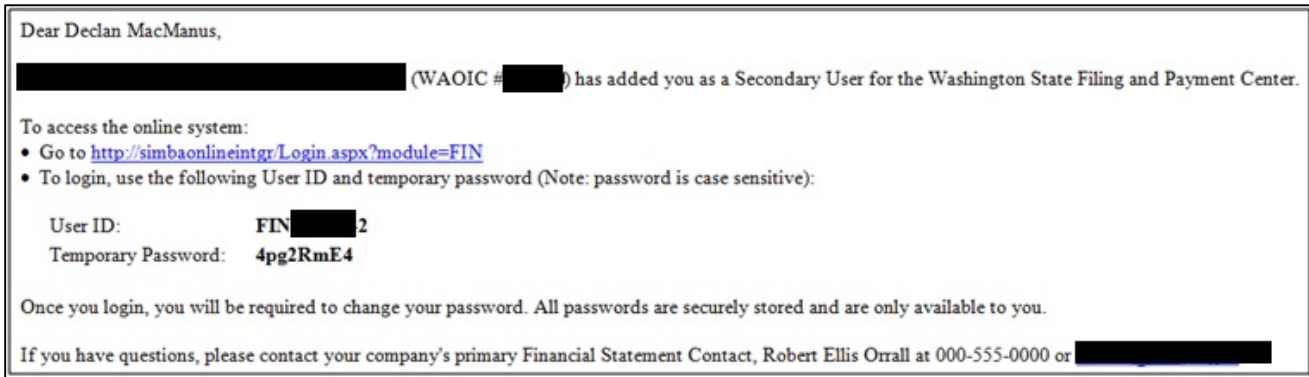 Dear Declan MacManus,
(WAOIC # ) has added you as a Secondary User for the Washington State Filing and Payment Center.
To access the online system:
• Go to http://simbaonlineintgr/Login.aspx?module=FIN
• To login, use the following User ID and temporary password (Note: password is case sensitive):
User ID: FIN 2
Temporary Password: 4pg2RmE4
Once you login, you will be required to change your password. All passwords are securely stored and are only available to you.
If you have questions, please contact your company's primary Financial Statement Contact, Robert Ellis Orrall at 000-555-0000 or